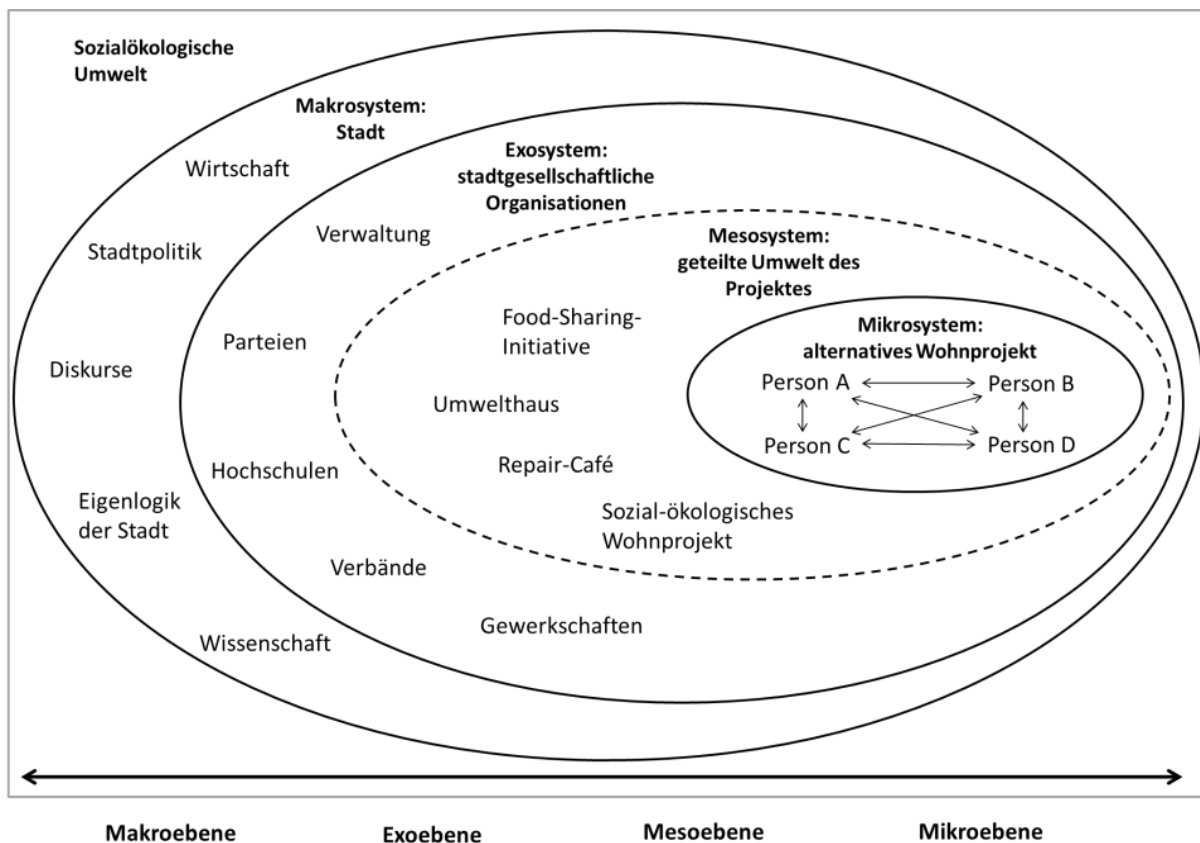 Sozialökologische
Umwelt
Makrosystem:
Stadt
Wirtschaft
Stadtpolitik
Diskurse
Eigenlogik
der Stadt
Wissenschaft
Exosystem:
stadtgesellschaftliche
Organisationen
Verwaltung
Parteien
Hochschulen
Verbände
Gewerkschaften
Mesosystem:
geteilte Umwelt des
Projektes
Food-Sharing-
Initiative
Umwelthaus
Repair-Café
Sozial-ökologisches
Wohnprojekt
Mikrosystem:
alternatives Wohnprojekt
Person A Person B
Person C Person D
Makroebene Exoebene Mesoebene Mikroebene